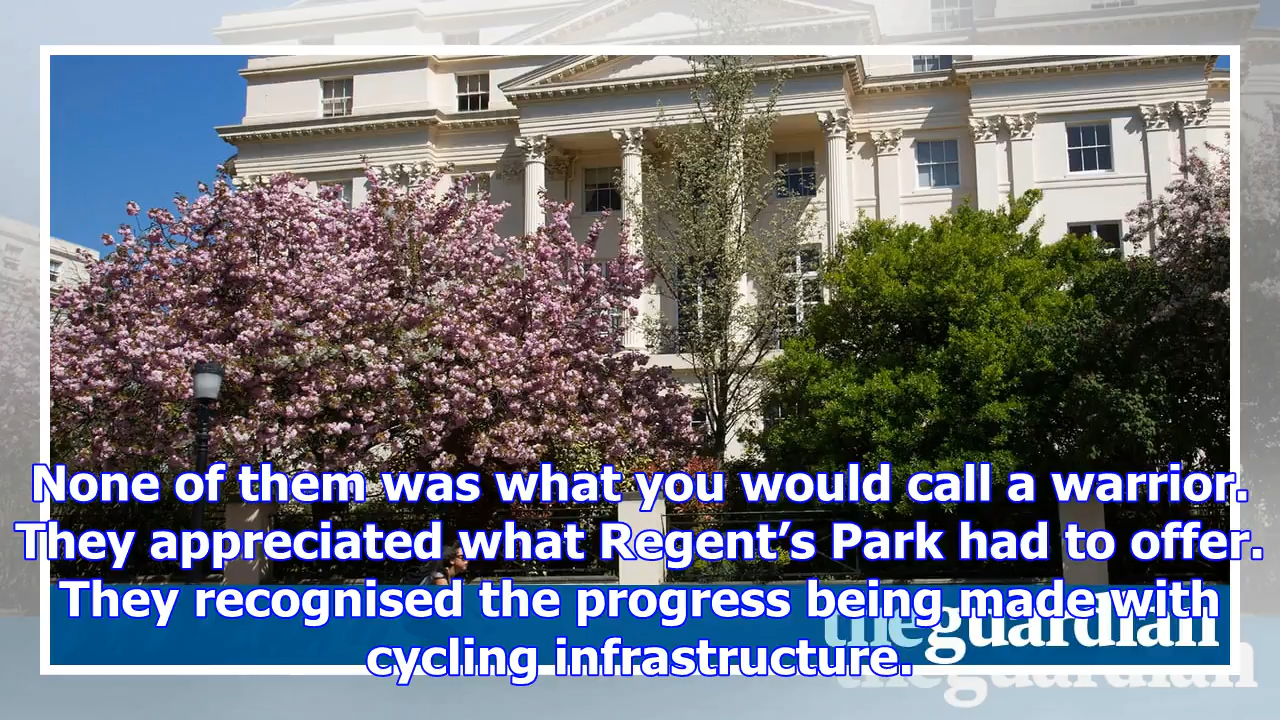 None of them was what you would call a warrior.
They appreciated what Regent’s Park had to offer.
They recognised the progress being made with
cycling infrastructure.
theguardian
theguardian